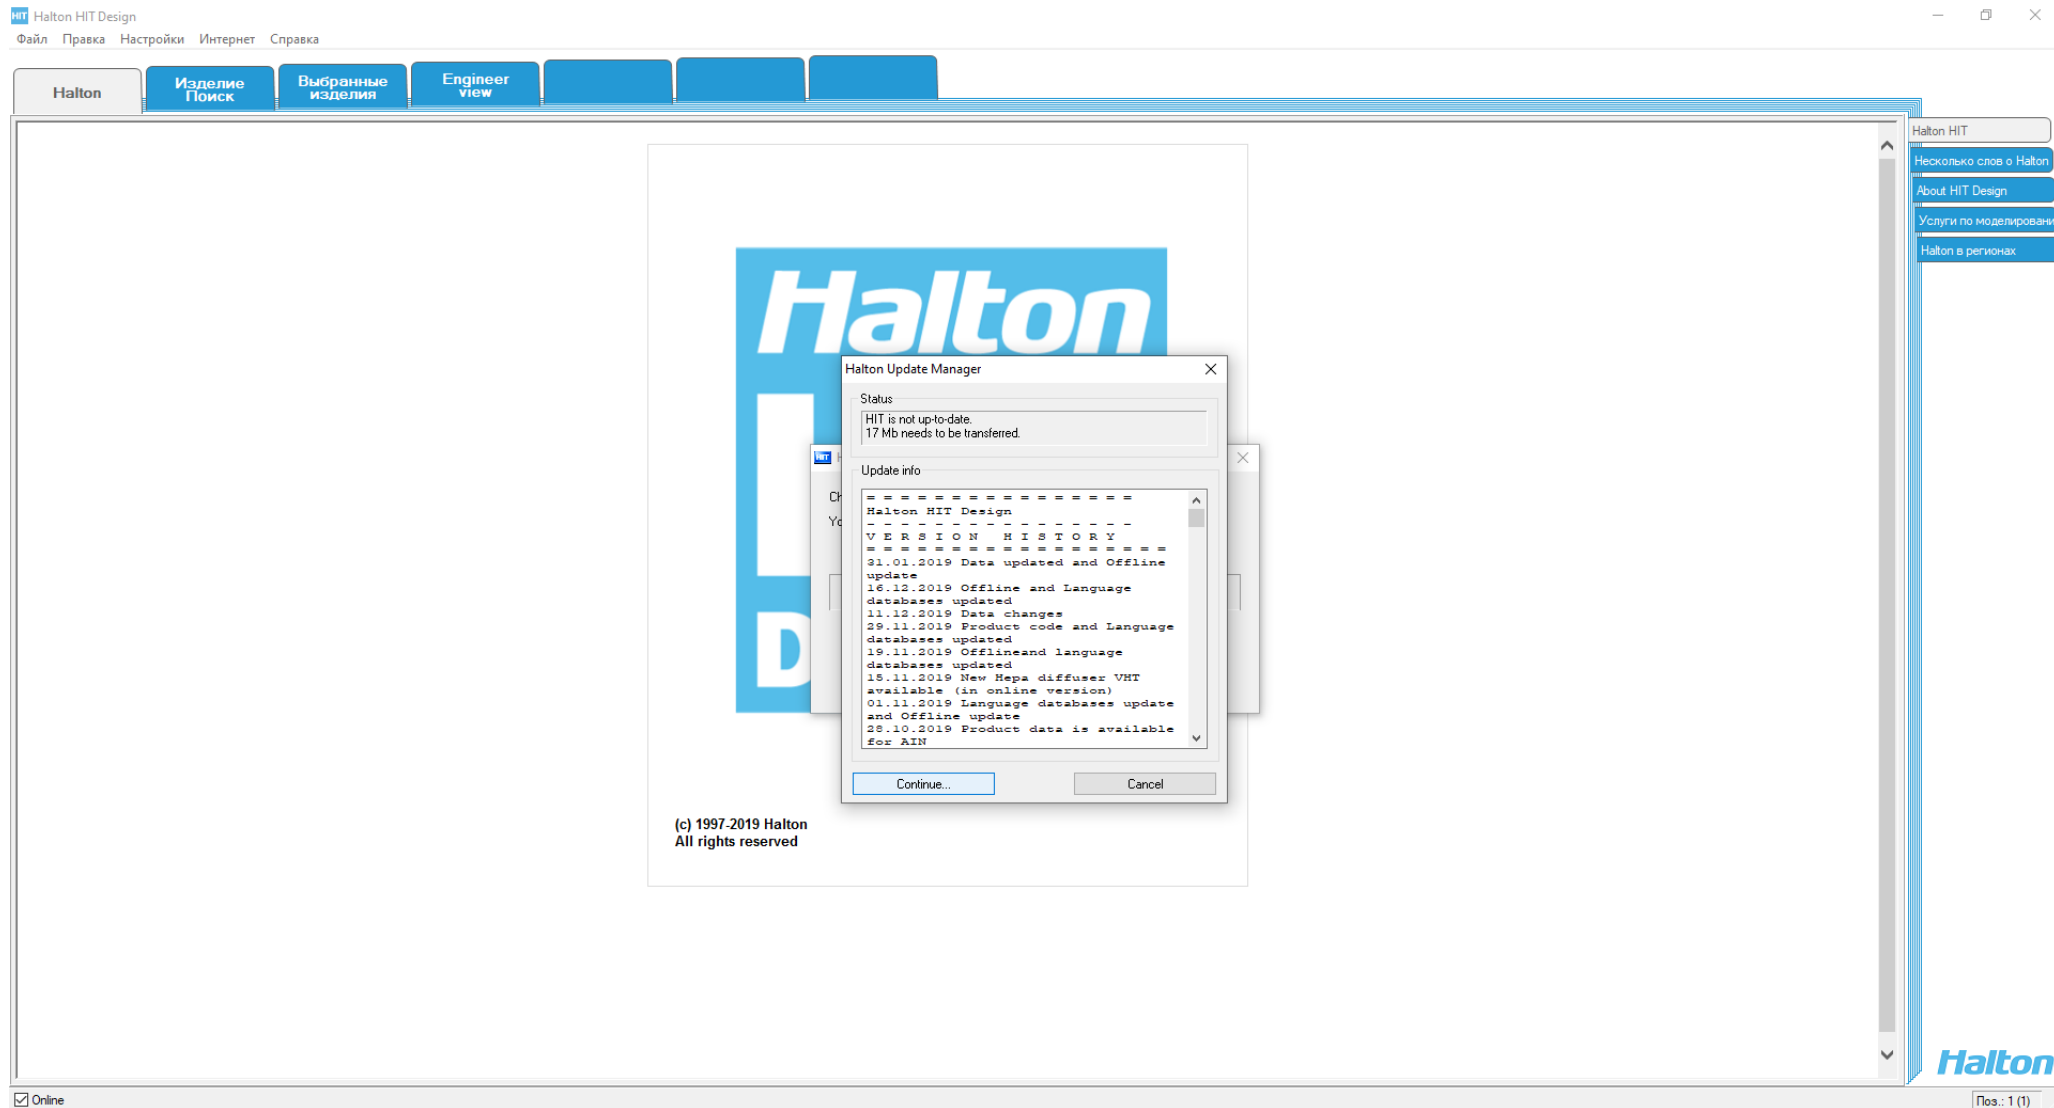 HIT Halton HIT Design
Файл Правка Настройки Интернет Справка
Halton
Изделие
Поиск
Выбранные
изделия
Engineer
view
Halton HIT
Несколько слов о Halton
About HIT Design
Услуги по моделировани
Halton в регионах
Halton
D
Halton Update Manager
Status
HIT is not up-to-date.
17 Mb needs to be transferred.
HIT
Update info
= = = = = = = = = = = = = = = =
Halton HIT Design
- - - - - - - - - - - - - - - -
V E R S I O N   H I S T O R Y
= = = = = = = = = = = = = = = = = =
31.01.2019 Data updated and Offline
update
16.12.2019 Offline and Language
databases updated
11.12.2019 Data changes
29.11.2019 Product code and Language
databases updated
19.11.2019 Offlineand language
databases updated
15.11.2019 New Hepa diffuser VHT
available (in online version)
01.11.2019 Language databases update
and Offline update
28.10.2019 Product data is available
for AIN
Continue... Cancel
(c) 1997-2019 Halton
All rights reserved
Halton
Online
Поз.: 1 (1)